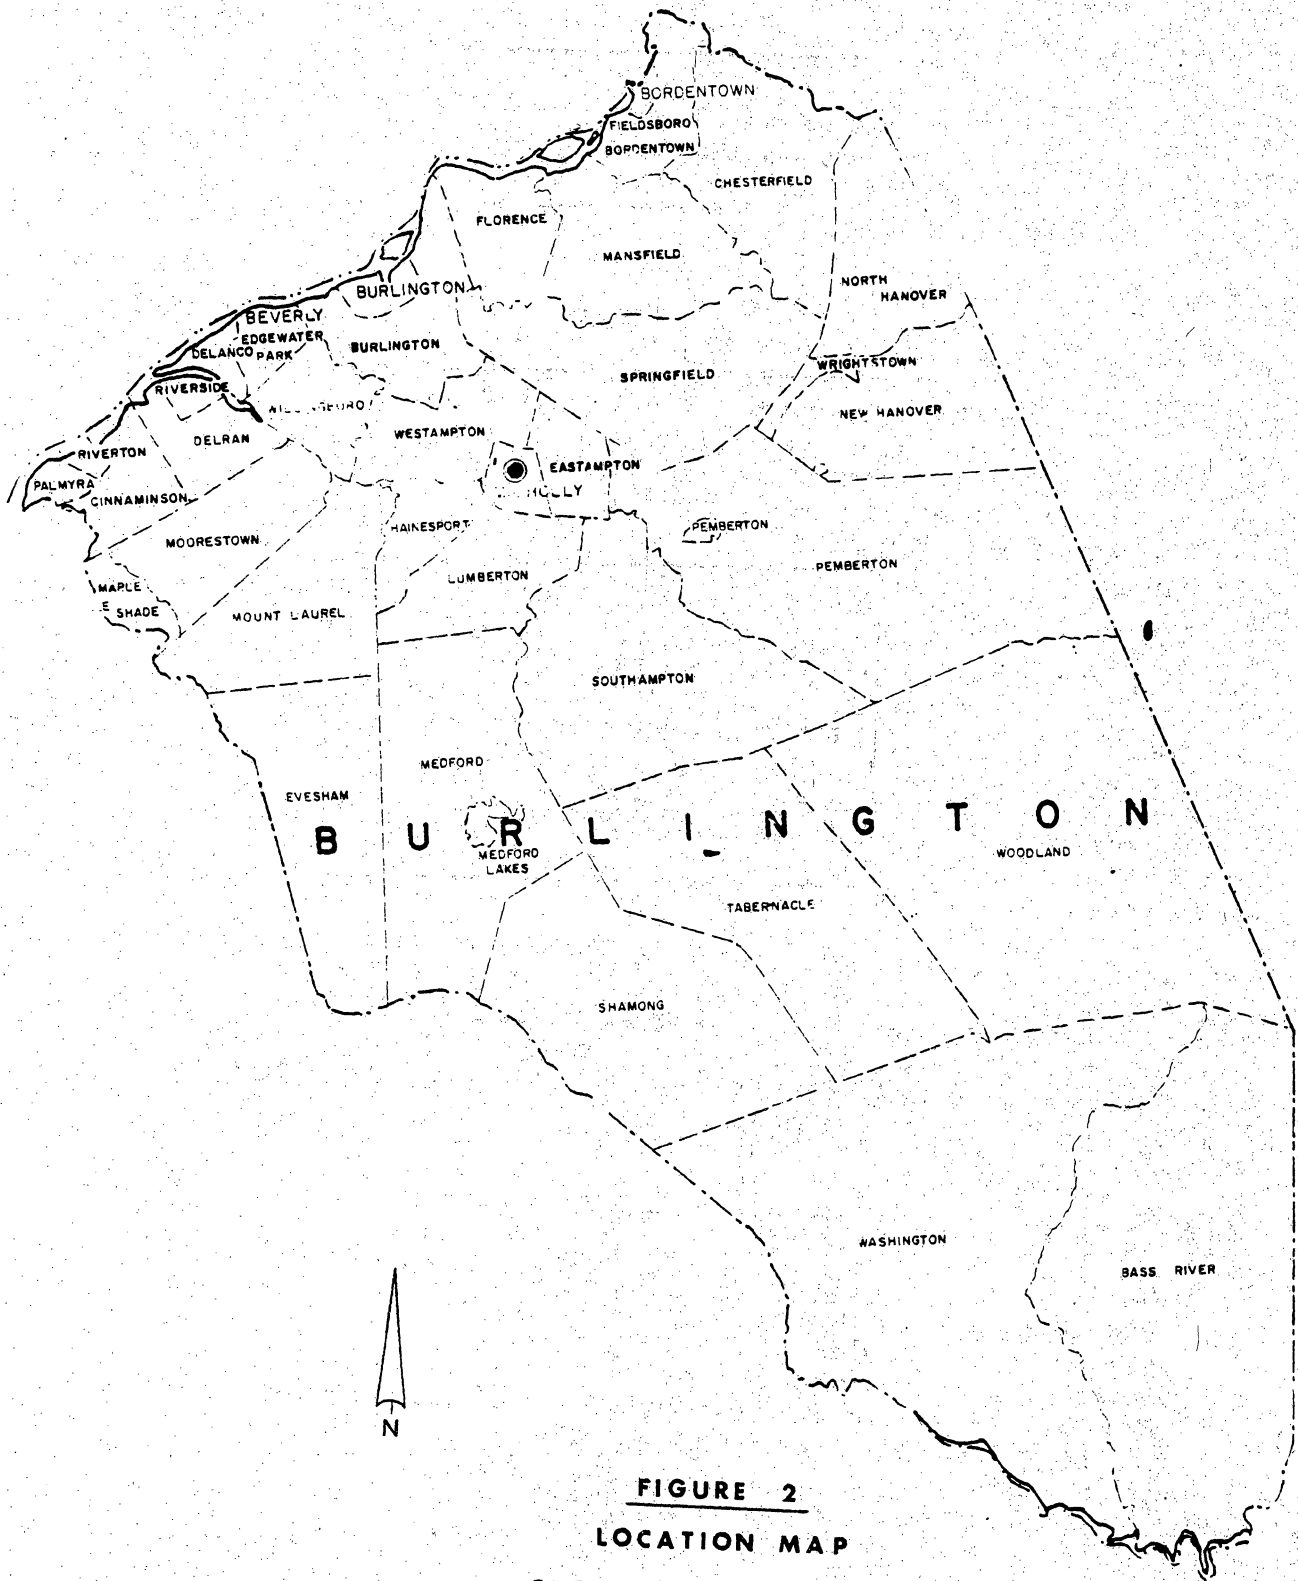 BORDENTOWN
FIELDSBORO
BORDENTOWN
CHESTERFIELD
FLORENCE
MANSFIELD
NORTH
HANOVER
BURLINGTON
BEVERLY
EDGEWATER
PARK
DELANCO
BURLINGTON
SPRINGFIELD
WRIGHTSTOWN
RIVERSIDE
NEW HANOVER
DELRAN
WESTAMPTON
RIVERTON
EASTAMPTON
PALMYRA
CINNAMINSON
HOLLY
HAINESPORT
PEMBERTON
MOORESTOWN
PEMBERTON
LUMBERTON
MAPLE
E SHADE
MOUNT LAUREL
SOUTHAMPTON
MEDFORD
EVESHAM
BURLINGTON
MEDFORD
LAKES
WOODLAND
TABERNACLE
SHAMONG
WASHINGTON
BASS RIVER
N
FIGURE 2
LOCATION MAP